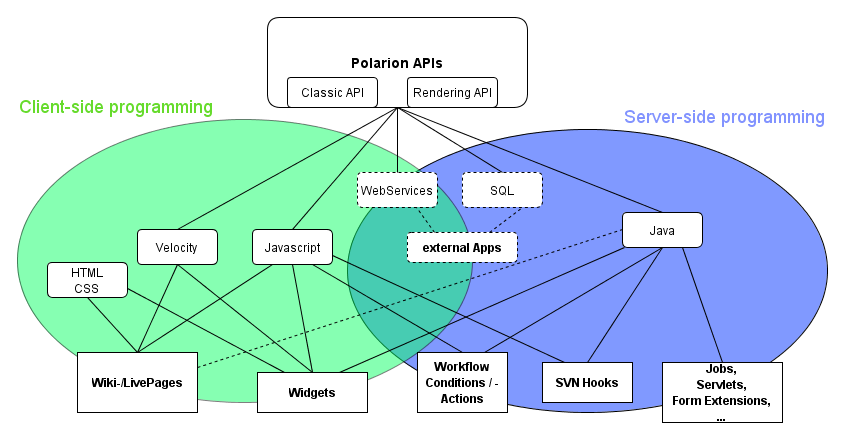 Polarion APIs
Classic API
Rendering API
Client-side programming
Server-side programming
WebServices
SQL
Velocity
Javascript
external Apps
Java
HTML
CSS
Wiki-/LivePages
Widgets
Workflow
Conditions / -
Actions
SVN Hooks
Jobs,
Servlets,
Form Extensions,
...